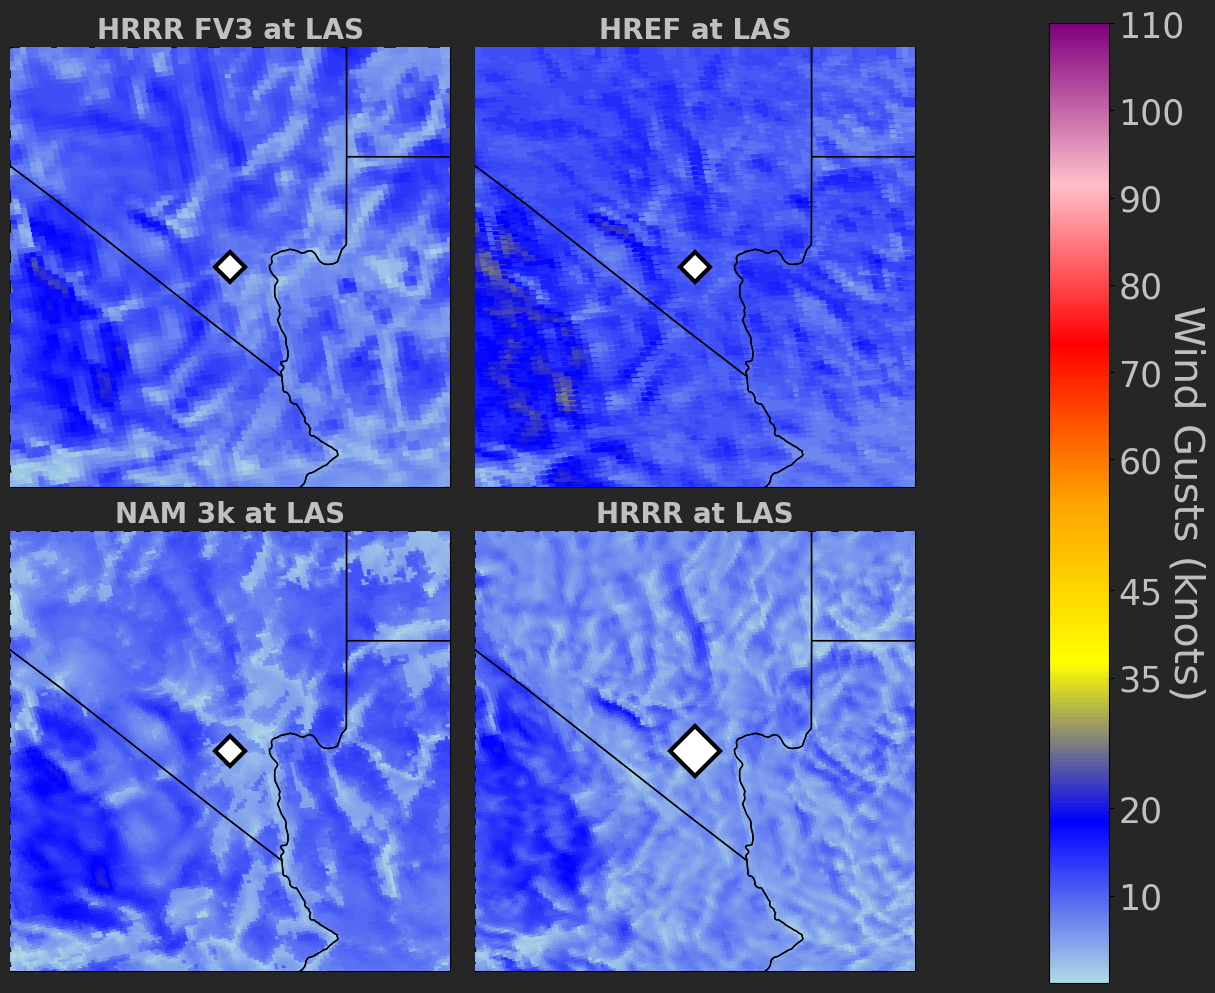 HRRR FV3 at LAS
HREF at LAS
NAM 3k at LAS
HRRR at LAS
110
100
90
80
70
60
45
35
20
10
Wind Gusts (knots)